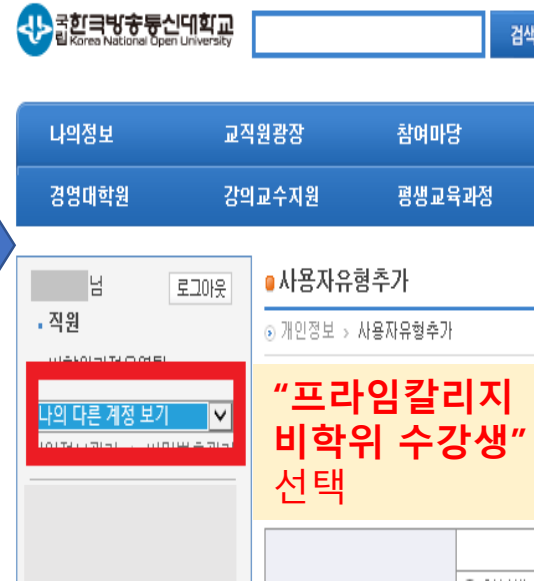 국립한국방송통신대학교
Korea National Open University
검색
나의정보 교직원광장 참여마당
경영대학원 강의교수지원 평생교육과정
님 로그아웃
직원
사용자유형추가
개인정보 > 사용자유형추가
나의 다른 계정 보기
“프라임칼리지
비학위 수강생”
선택